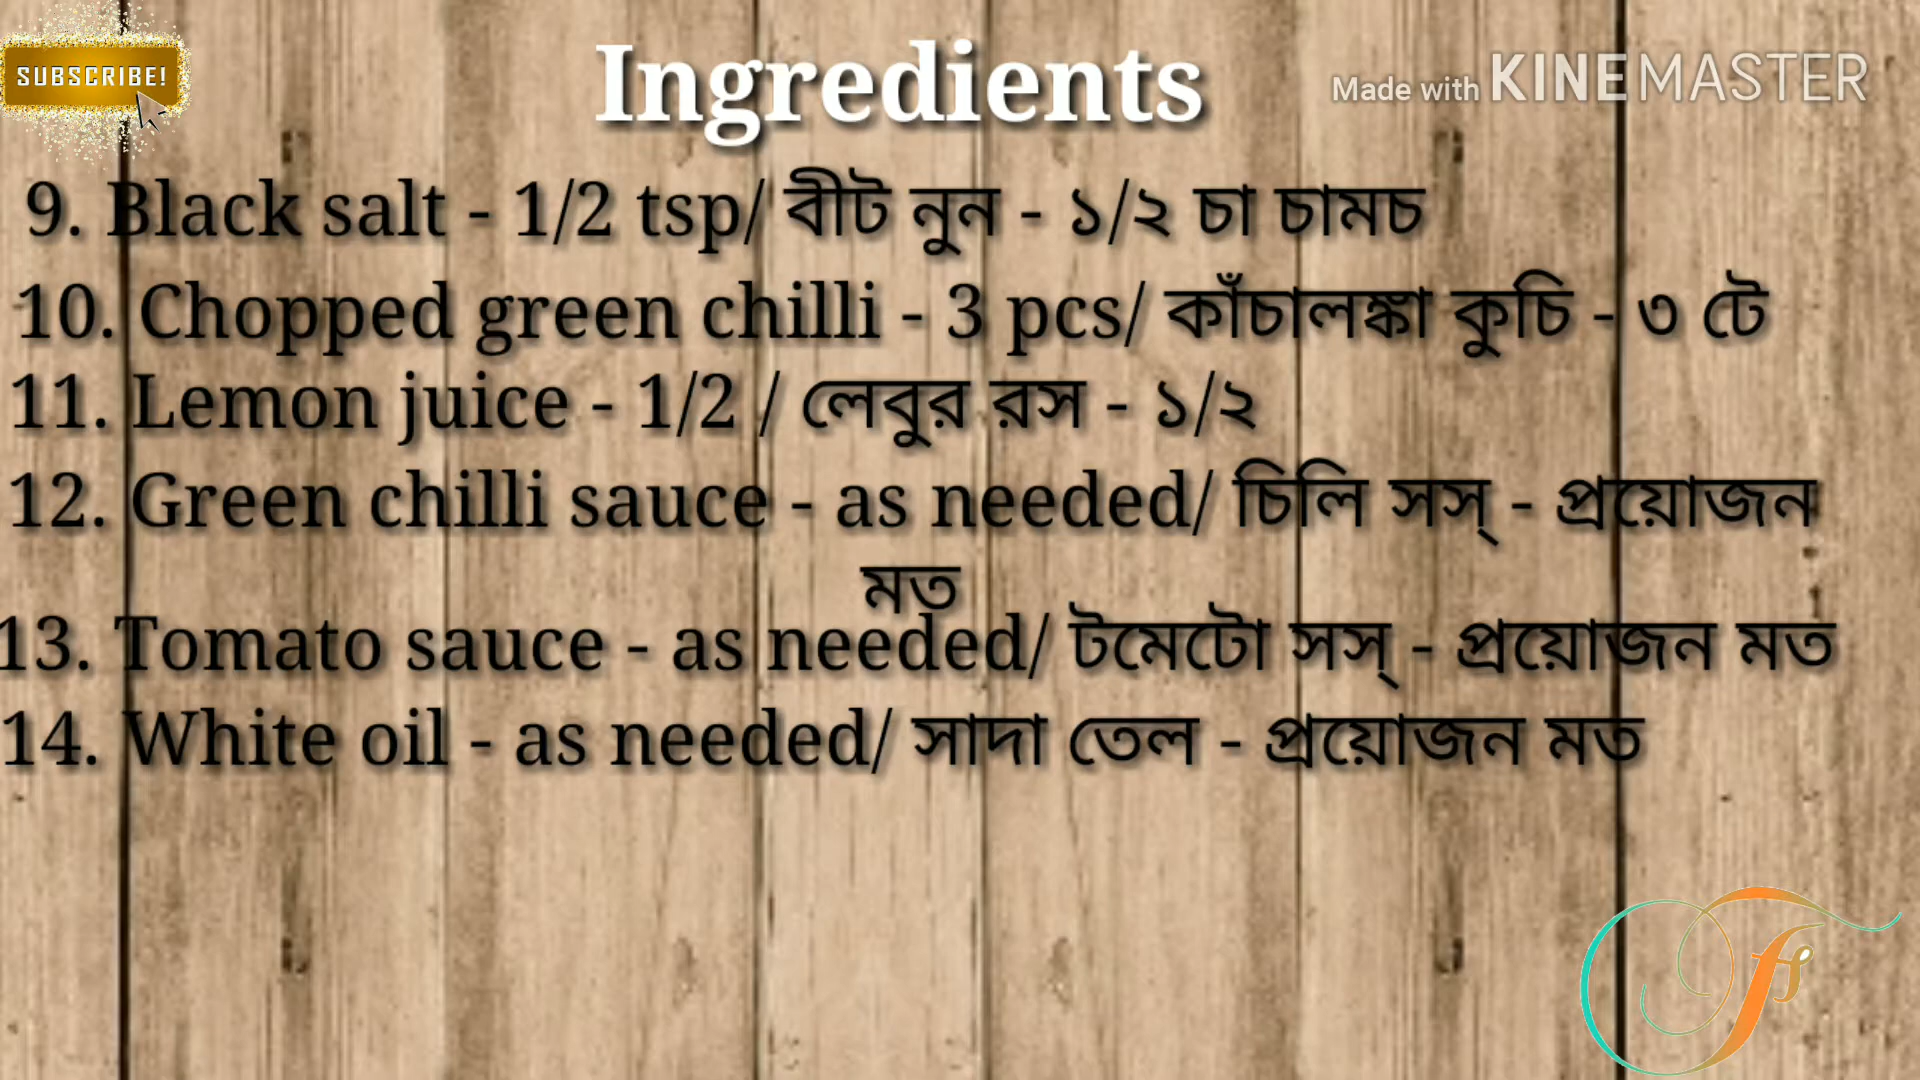 SUBSCRIBE!
Ingredients
Made with KINEMASTER
9. Black salt - 1/2 tsp/ বীট নুন - ১/২ চা চামচ
10. Chopped green chilli - 3 pcs/ কাঁচালঙ্কা কুচি - ৩ টে
11. Lemon juice - 1/2 / লেবুর রস - ১/২
12. Green chilli sauce - as needed/ চিলি সস্ - প্রয়োজন
মত
13. Tomato sauce - as needed/ টমেটো সস্ - প্রয়োজন মত
14. White oil - as needed/ সাদা তেল - প্রয়োজন মত